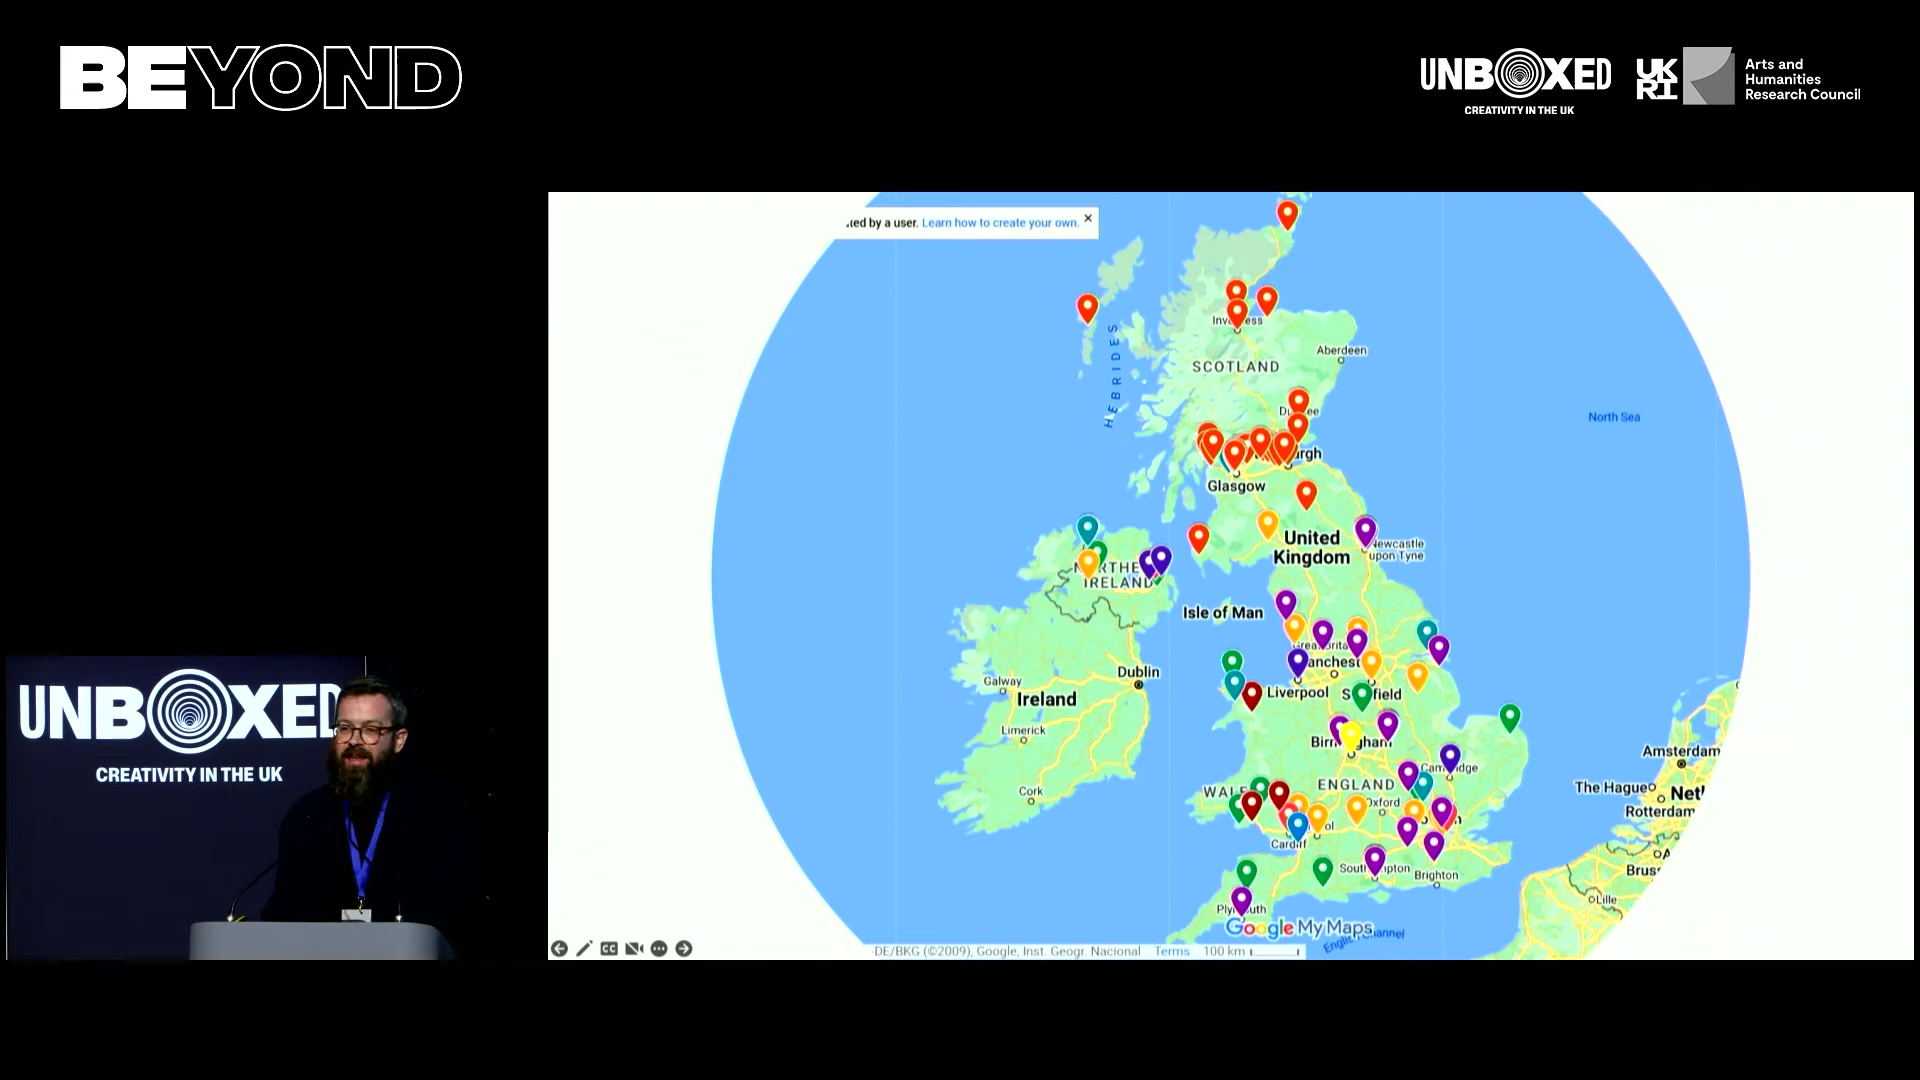 BEYOND
UNBOXED
CREATIVITY IN THE UK
UK
RI
Arts and
Humanities
Research Council
ted by a user. Learn how to create your own.
HEBRIDES
SCOTLAND
Aberdeen
North Sea
Glasgow
United
Kingdom
Newcastle
upon Tyne
NORTHE
IRELAND
Isle of Man
Dublin
Galway
Ireland
Liverpool
Limerick
Cork
ENGLAND
Oxford
Cardiff
Brighton
Amsterdam
The Hague
Rotterdam
Lille
Google My Maps
DE/BKG (©2009), Google, Inst. Geogr. Nacional
Terms
100 km
CC
UNBOXED
CREATIVITY IN THE UK